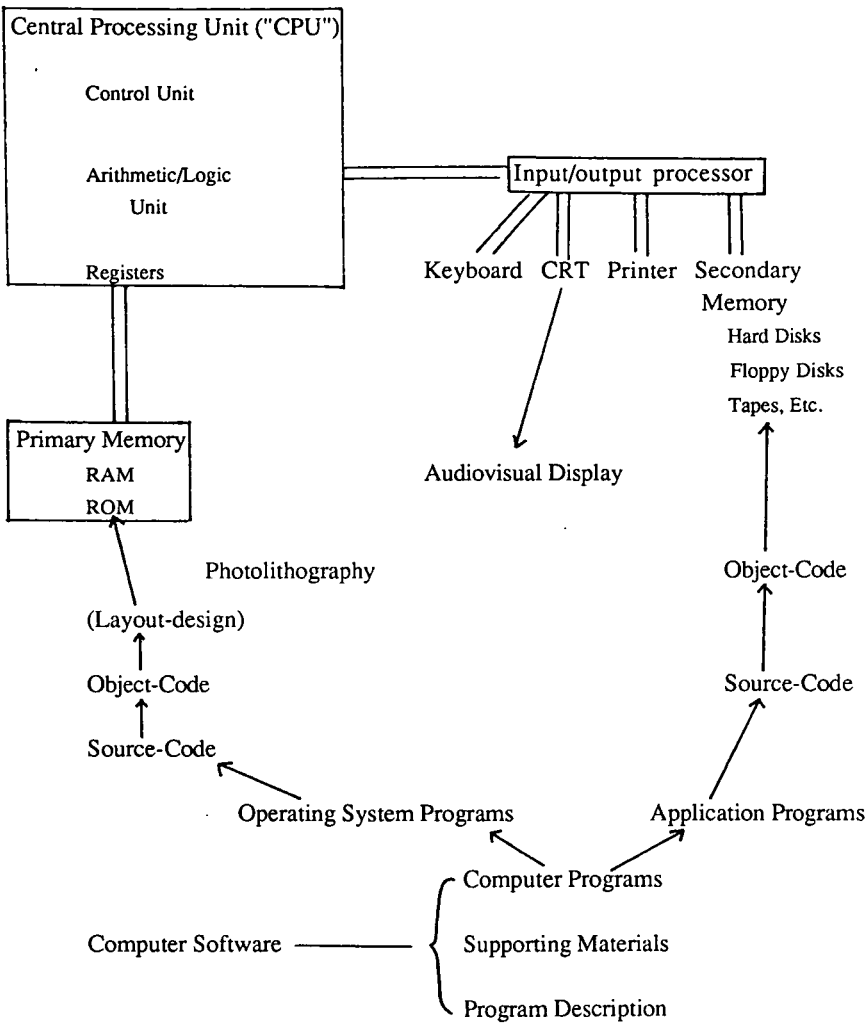 Central Processing Unit ("CPU")
Control Unit
Arithmetic/Logic
Unit
Registers
Input/output processor
Keyboard CRT Printer Secondary
Memory
Hard Disks
Floppy Disks
Tapes, Etc.
Primary Memory
RAM
ROM
Audiovisual Display
Photolithography
Object-Code
(Layout-design)
Object-Code
Source-Code
Source-Code
Operating System Programs
Application Programs
Computer Programs
Computer Software
Supporting Materials
Program Description